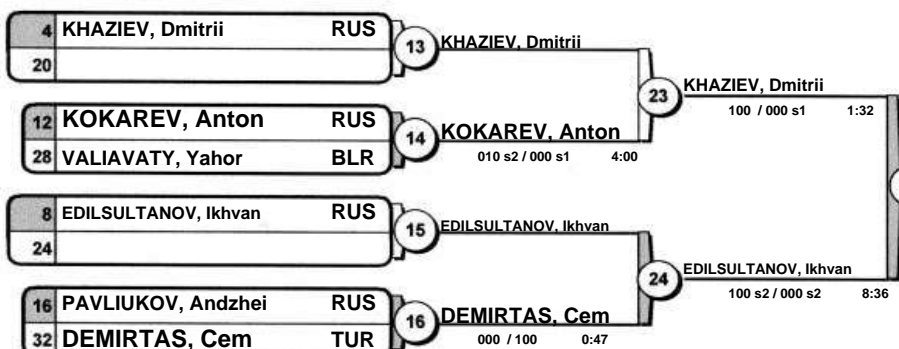 4 KHAZIEV, Dmitrii RUS
20
13 KHAZIEV, Dmitrii
12 KOKAREV, Anton RUS
28 VALIAVATY, Yahor BLR
14 KOKAREV, Anton
010 s2 / 000 s1 4:00
23 KHAZIEV, Dmitrii
100 / 000 s1 1:32
8 EDILSULTANOV, Ikhvan RUS
24
15 EDILSULTANOV, Ikhvan
16 PAVLIUKOV, Andzhei RUS
32 DEMIRTAS, Cem TUR
16 DEMIRTAS, Cem
000 / 100 0:47
24 EDILSULTANOV, Ikhvan
100 s2 / 000 s2 8:36